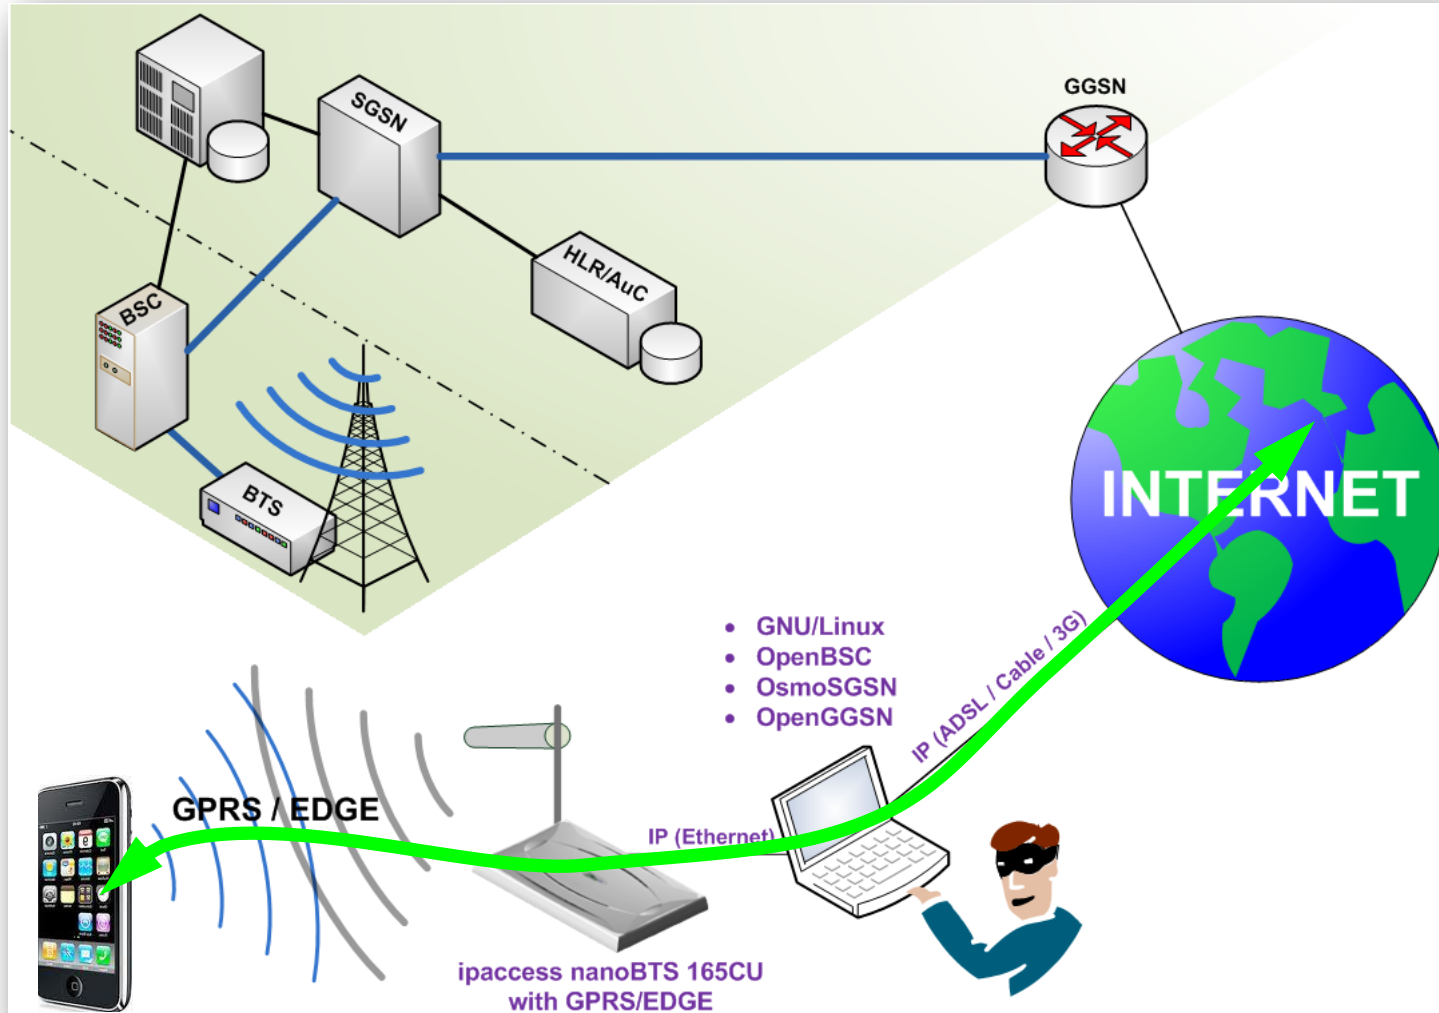 SGSN
GGSN
HLR/AuC
BSC
BTS
INTERNET
• GNU/Linux
• OpenBSC
• OsmoSGSN
• OpenGGSN
IP (ADSL / Cable / 3G)
GPRS / EDGE
IP (Ethernet)
ipaccess nanoBTS 165CU
with GPRS/EDGE